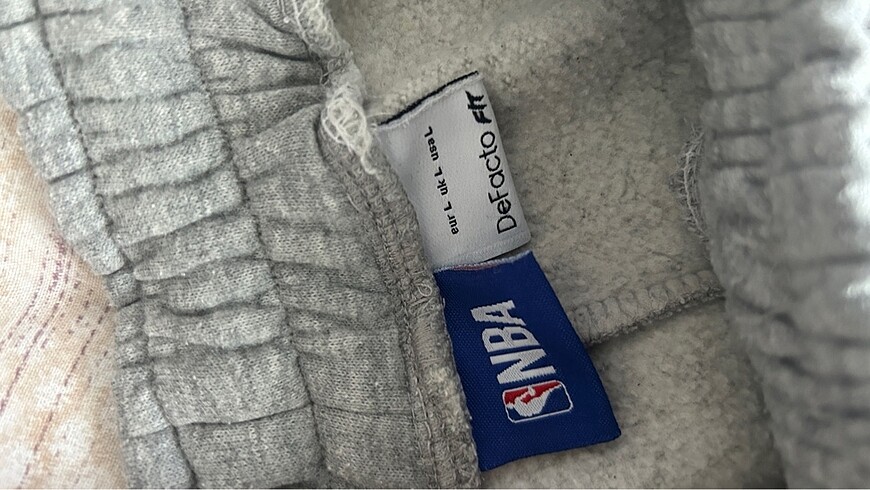 DeFacto Fit
eur L uk L usa L
NBA